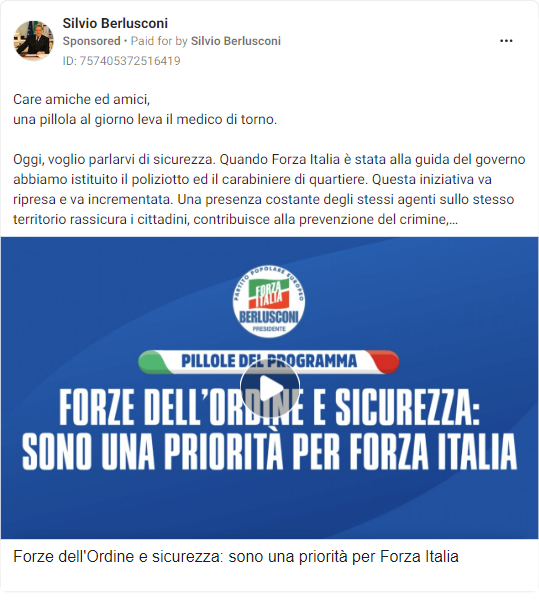 Silvio Berlusconi
Sponsored • Paid for by Silvio Berlusconi
ID: 757405372516419
Care amiche ed amici,
una pillola al giorno leva il medico di torno.
Oggi, voglio parlarvi di sicurezza. Quando Forza Italia è stata alla guida del governo
abbiamo istituito il poliziotto ed il carabiniere di quartiere. Questa iniziativa va
ripresa e va incrementata. Una presenza costante degli stessi agenti sullo stesso
territorio rassicura i cittadini, contribuisce alla prevenzione del crimine,...
PARTITO POPOLARE EUROPEO
FORZA
ITALIA
BERLUSCONI
PRESIDENTE
PILLOLE DEL PROGRAMMA
FORZE DELL'ORDINE E SICUREZZA:
SONO UNA PRIORITÀ PER FORZA ITALIA
Forze dell'Ordine e sicurezza: sono una priorità per Forza Italia